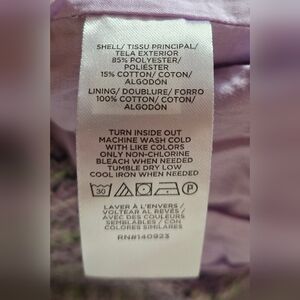 SHELL/ TISSU PRINCIPAL/
TELA EXTERIOR
85% POLYESTER/
POLIÉSTER
15% COTTON/ COTON/
ALGODÓN
LINING/ DOUBLURE/ FORRO
100% COTTON/ COTON/
ALGODÓN
TURN INSIDE OUT
MACHINE WASH COLD
WITH LIKE COLORS
ONLY NON-CHLORINE
BLEACH WHEN NEEDED
TUMBLE DRY LOW
COOL IRON WHEN NEEDED
30 P
LAVER À L'ENVERS /
VOLTEAR AL REVÉS /
AVEC DES COULEURS
SEMBLABLES / CON
COLORES SIMILARES
RN#140923